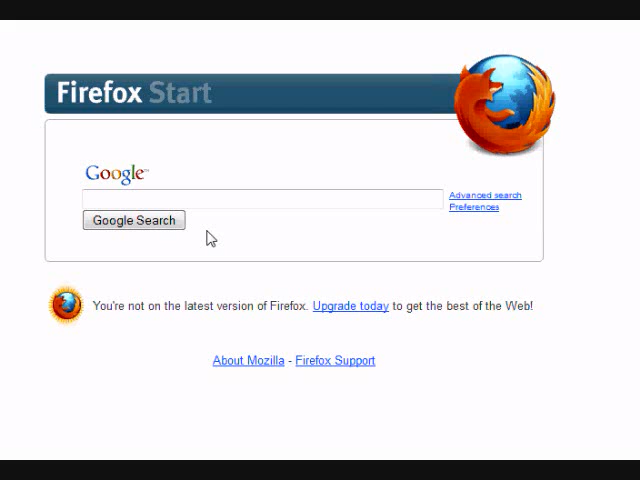 Firefox Start
Google™
Advanced search
Preferences
Google Search
You're not on the latest version of Firefox. Upgrade today to get the best of the Web!
About Mozilla - Firefox Support